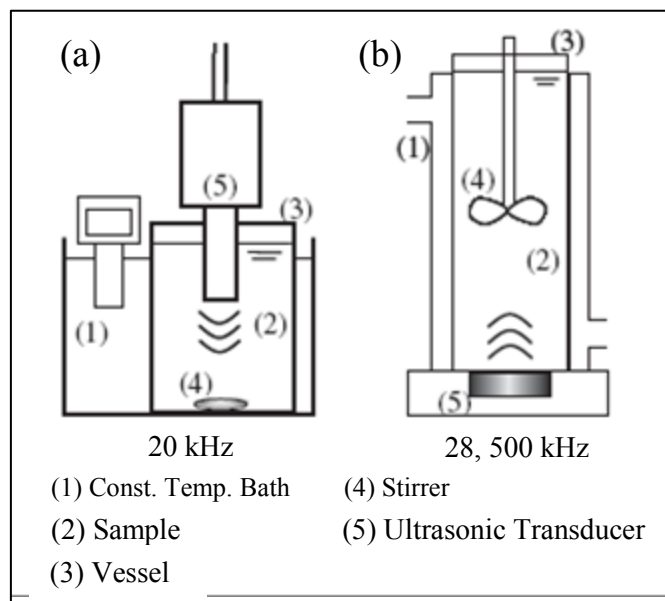 (a)
(b)
(3)
(5)
(3)
(1)
(4)
(2)
(2)
(1)
(4)
(5)
20 kHz
28, 500 kHz
(1) Const. Temp. Bath (4) Stirrer
(2) Sample (5) Ultrasonic Transducer
(3) Vessel